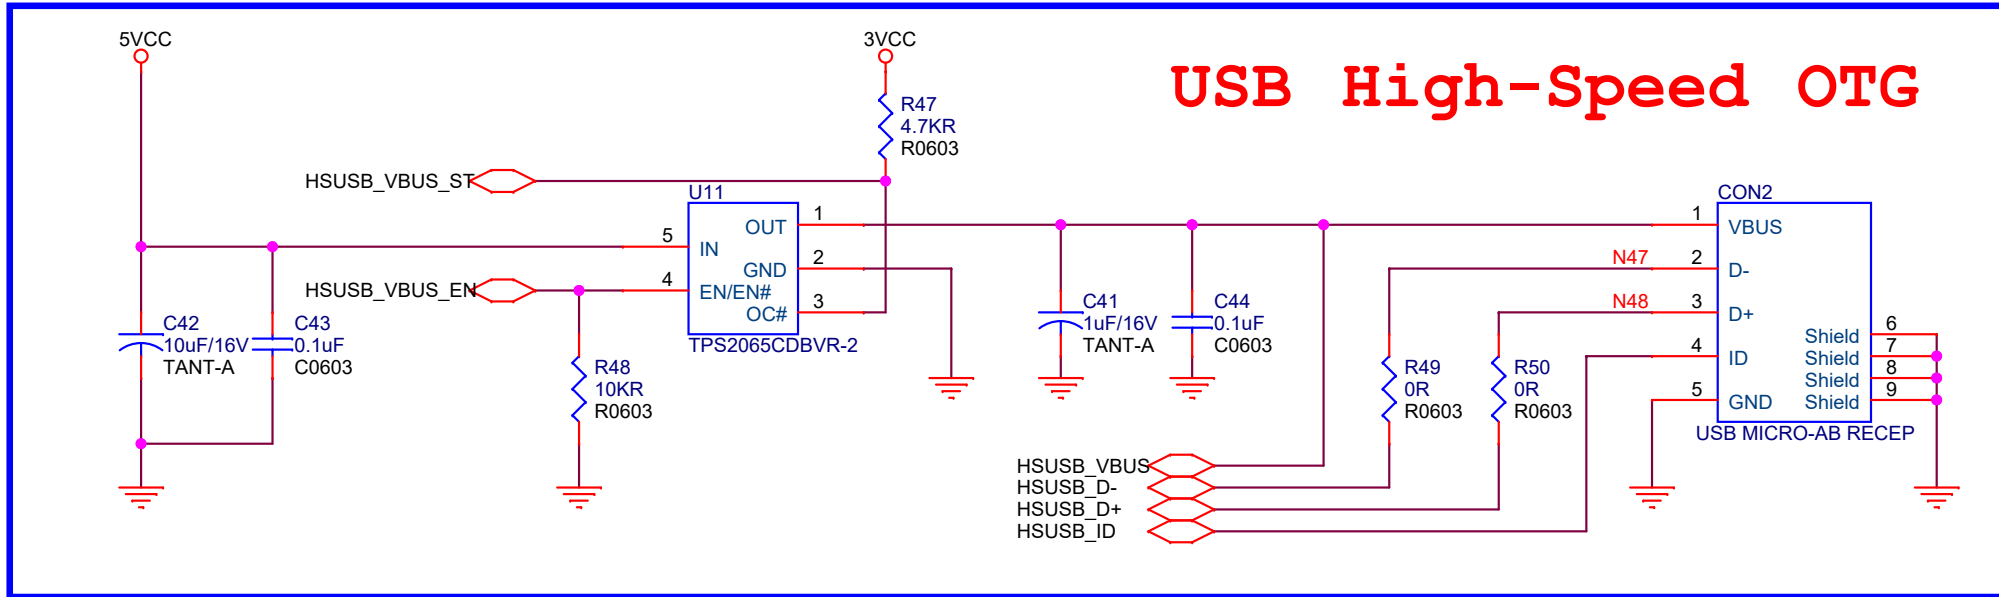 5VCC
3VCC
USB High-Speed OTG
R47
4.7KR
R0603
HSUSB_VBUS_ST
U11
CON2
1
OUT
1
VBUS
5
IN
2
GND
N47
2
D-
HSUSB_VBUS_EN
4
EN/EN#
3
OC#
N48
3
D+
C42
10uF/16V
TANT-A
C43
0.1uF
C0603
TPS2065CDBVR-2
C41
1uF/16V
TANT-A
C44
0.1uF
C0603
4
ID
Shield
6
Shield
7
Shield
8
Shield
9
5
GND
R48
10KR
R0603
R49
0R
R0603
R50
0R
R0603
USB MICRO-AB RECEP
HSUSB_VBUS
HSUSB_D-
HSUSB_D+
HSUSB_ID